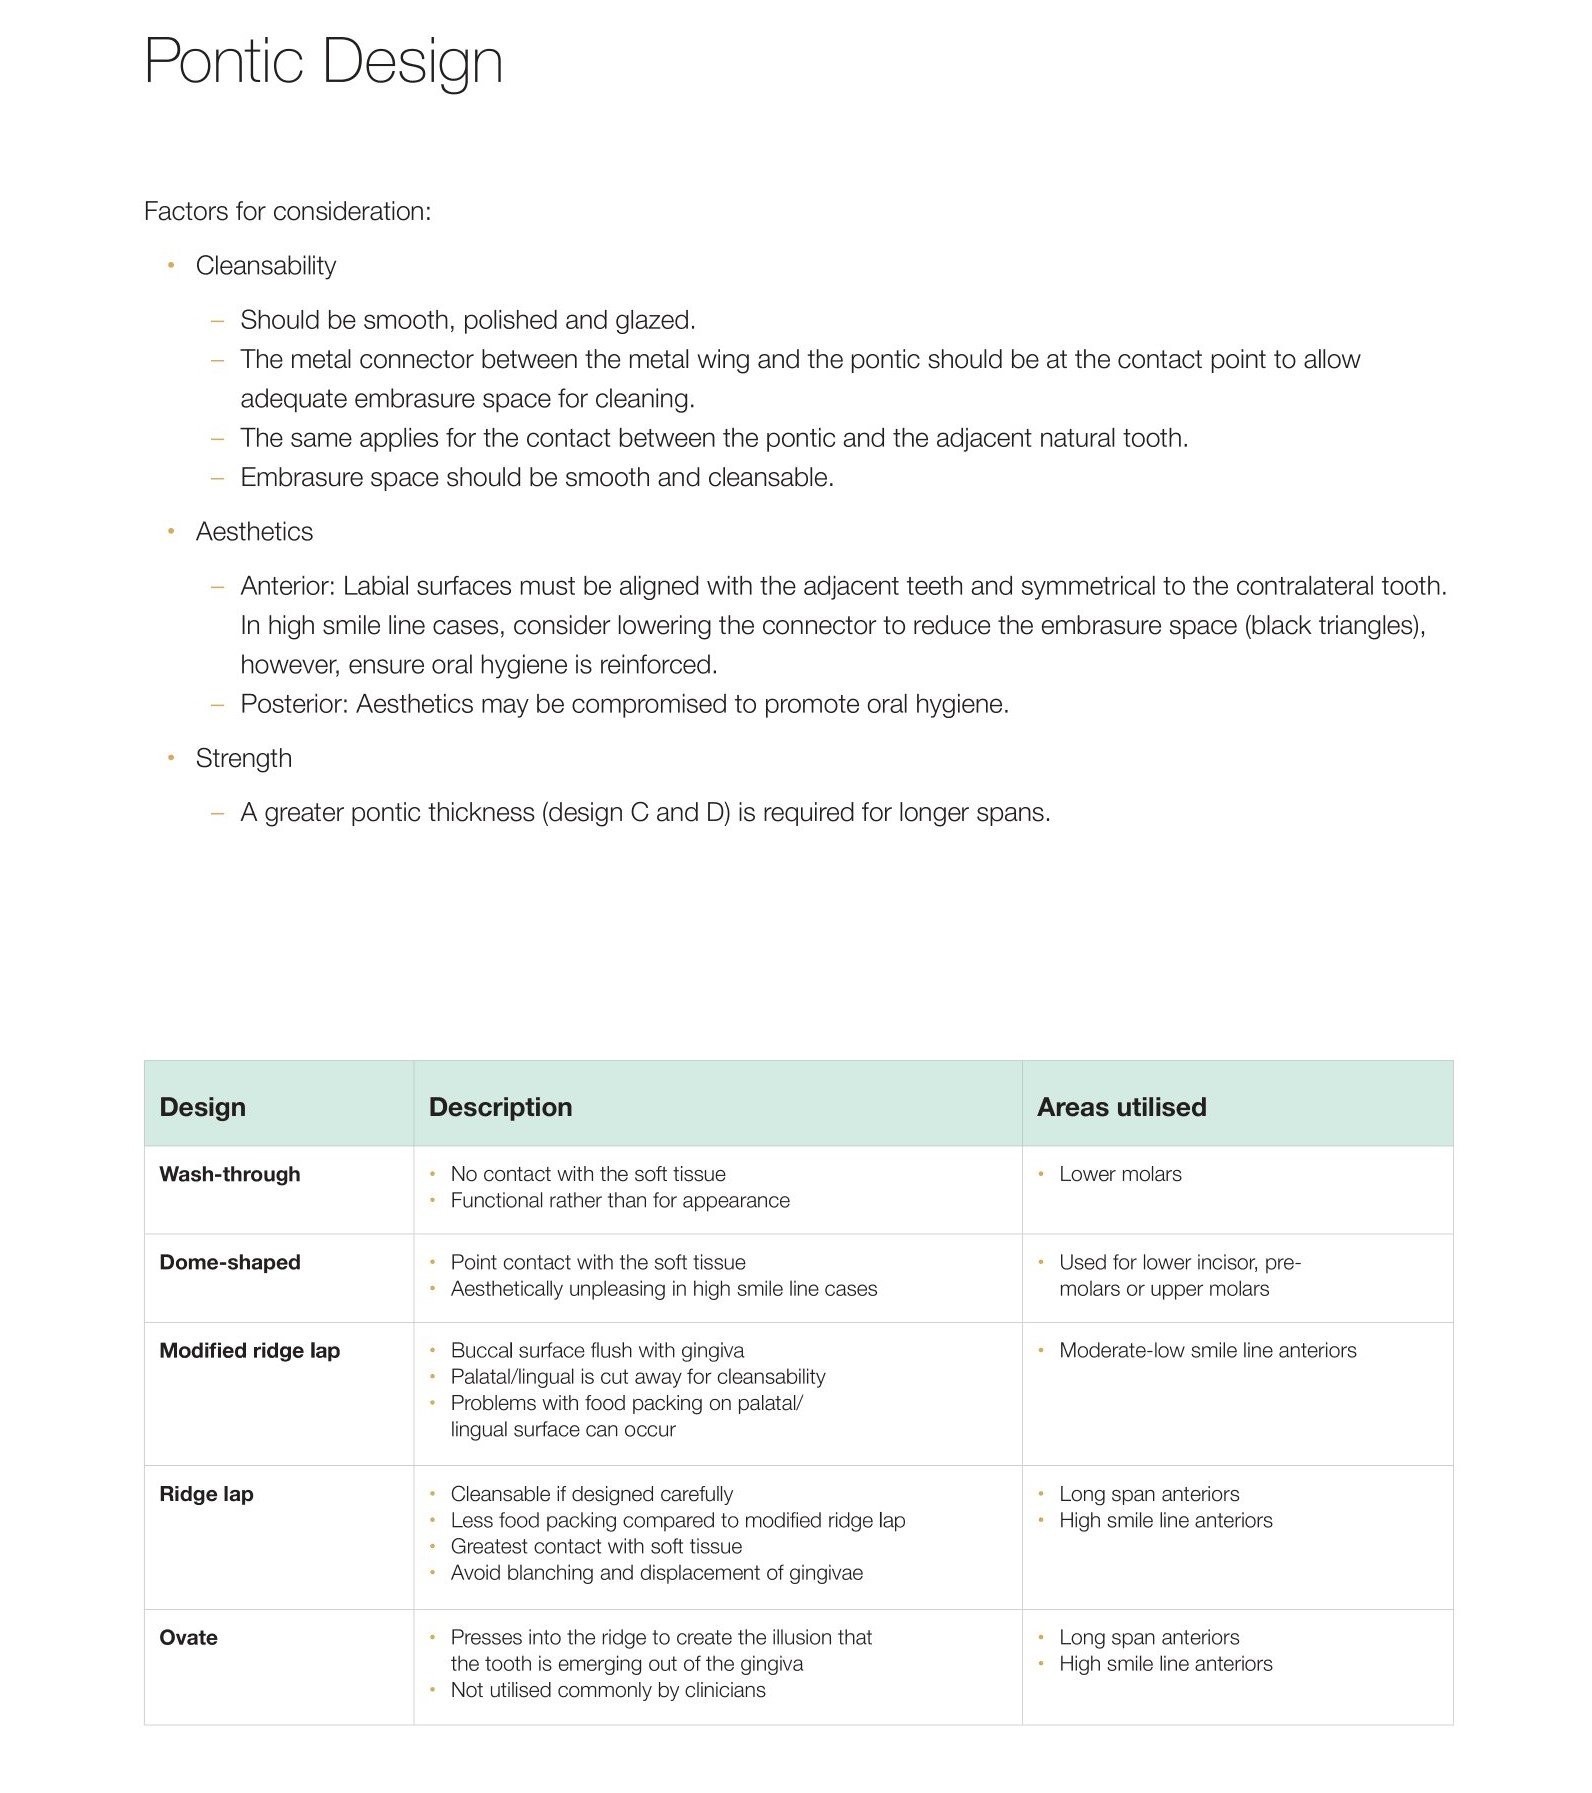 Pontic Design
Factors for consideration:
• Cleansability
– Should be smooth, polished and glazed.
– The metal connector between the metal wing and the pontic should be at the contact point to allow
adequate embrasure space for cleaning.
– The same applies for the contact between the pontic and the adjacent natural tooth.
– Embrasure space should be smooth and cleansable.
• Aesthetics
– Anterior: Labial surfaces must be aligned with the adjacent teeth and symmetrical to the contralateral tooth.
In high smile line cases, consider lowering the connector to reduce the embrasure space (black triangles),
however, ensure oral hygiene is reinforced.
– Posterior: Aesthetics may be compromised to promote oral hygiene.
• Strength
– A greater pontic thickness (design C and D) is required for longer spans.
Design Description Areas utilised
Wash-through
• No contact with the soft tissue
• Functional rather than for appearance
• Lower molars
Dome-shaped
• Point contact with the soft tissue
• Aesthetically unpleasing in high smile line cases
• Used for lower incisor, pre-
molars or upper molars
Modified ridge lap
• Buccal surface flush with gingiva
• Palatal/lingual is cut away for cleansability
• Problems with food packing on palatal/
lingual surface can occur
• Moderate-low smile line anteriors
Ridge lap
• Cleansable if designed carefully
• Less food packing compared to modified ridge lap
• Greatest contact with soft tissue
• Avoid blanching and displacement of gingivae
• Long span anteriors
• High smile line anteriors
Ovate
• Presses into the ridge to create the illusion that
the tooth is emerging out of the gingiva
• Not utilised commonly by clinicians
• Long span anteriors
• High smile line anteriors